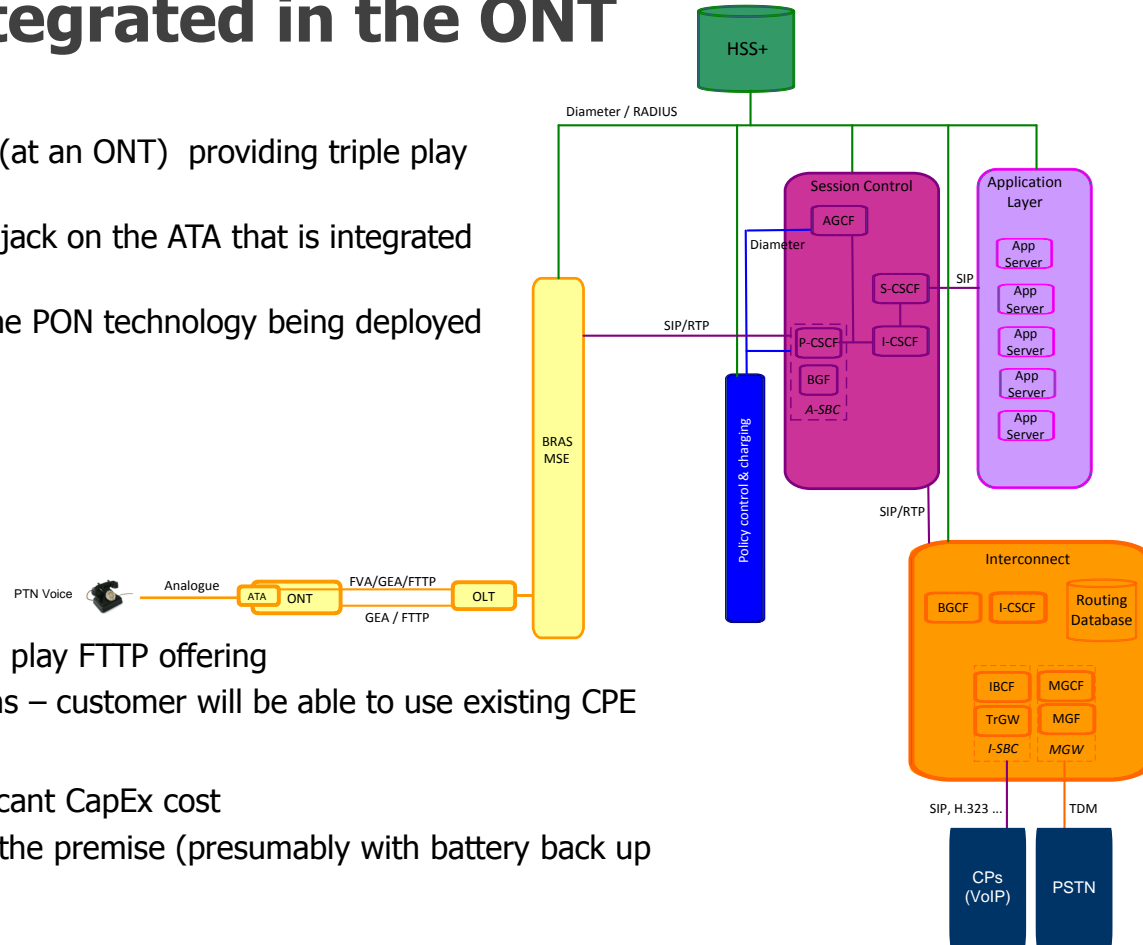 tegrated in the ONT
(at an ONT) providing triple play
jack on the ATA that is integrated
he PON technology being deployed
play FTTP offering
ns – customer will be able to use existing CPE
cant CapEx cost
the premise (presumably with battery back up
HSS+
Diameter / RADIUS
Session Control
AGCF
Diameter
S-CSCF
SIP
P-CSCF
I-CSCF
BGF
A-SBC
Application
Layer
App
Server
App
Server
App
Server
App
Server
App
Server
SIP/RTP
BRAS
MSE
Policy control & charging
SIP/RTP
PTN Voice
Analogue
ATA
ONT
FVA/GEA/FTTP
GEA / FTTP
OLT
Interconnect
BGCF
I-CSCF
Routing
Database
IBCF
MGCF
TrGW
MGF
I-SBC
MGW
SIP, H.323 ...
TDM
CPs
(VoIP)
PSTN